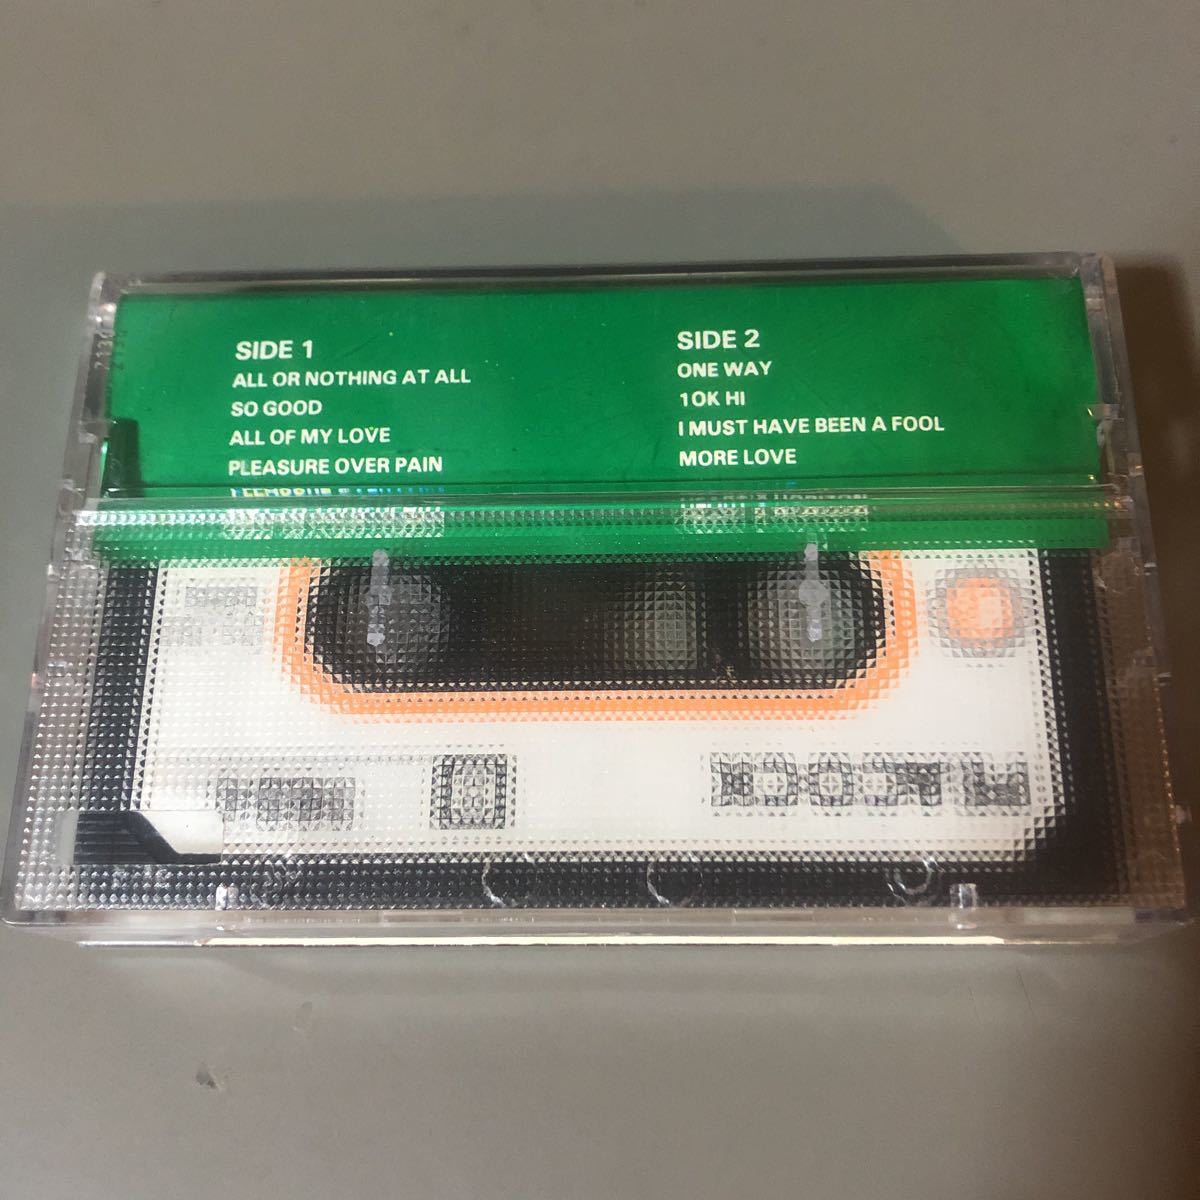 SIDE 1
ALL OR NOTHING AT ALL
SO GOOD
ALL OF MY LOVE
PLEASURE OVER PAIN
SIDE 2
ONE WAY
10K HI
I MUST HAVE BEEN A FOOL
MORE LOVE
HORIZON